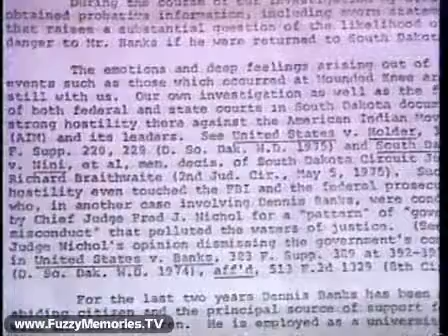 During the course of our investigation
obtained probative information, including sworn statem
that raises a substantial question of the likelihood o
danger to Mr. Banks if he were returned to South Dakot
The emotions and deep feelings arising out of
events such as those which occurred at Wounded Knee ar
still with us. Our own investigation as well as the f
of both federal and state courts in South Dakota docum
strong hostility there against the American Indian Mov
(AIM) and its leaders. See United States v. Holder,
F. Supp. 220, 229 (D. So. Dak. W.D. 1975) and South Da
v. Nini, et al, mem. decis. of South Dakota Circuit Ju
Richard Braithwaite (2nd Jud. Cir., May 5, 1975). Suc
hostility even touched the FBI and the federal prosec
who, in another case involving Dennis Banks, were con
by Chief Judge Fred J. Nichol for a "pattern of gove
misconduct" that polluted the waters of justice. (Se
Judge Nichol's opinion dismissing the government's c
in United States v. Banks, 383 F. Supp. 389 at 392-39
(D. So. Dak. W.D. 1974), aff'd, 513 F.2d 1329 (8th Ci
For the last two years Dennis Banks has been
abiding citizen and the principal source of support f
en. He is employed as a univers
www.FuzzyMemories.TV
www.FuzzyMemories.TV